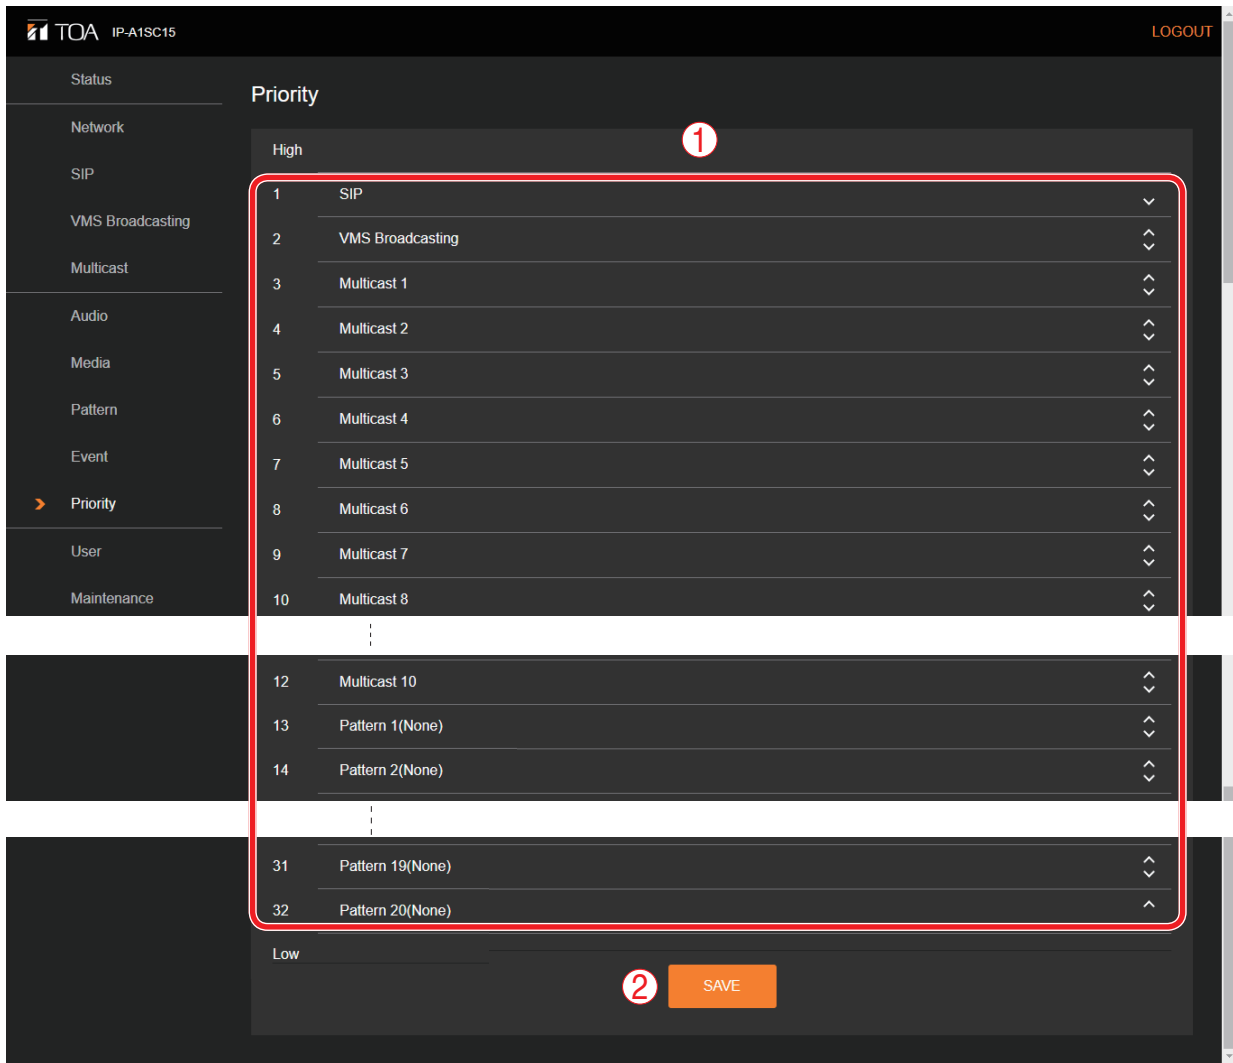 TOA IP-A1SC15
LOGOUT
Status
Network
SIP
VMS Broadcasting
Multicast
Audio
Media
Pattern
Event
Priority
User
Maintenance
Priority
1
High
1 SIP
2 VMS Broadcasting
3 Multicast 1
4 Multicast 2
5 Multicast 3
6 Multicast 4
7 Multicast 5
8 Multicast 6
9 Multicast 7
10 Multicast 8
12 Multicast 10
13 Pattern 1(None)
14 Pattern 2(None)
31 Pattern 19(None)
32 Pattern 20(None)
Low
2 SAVE